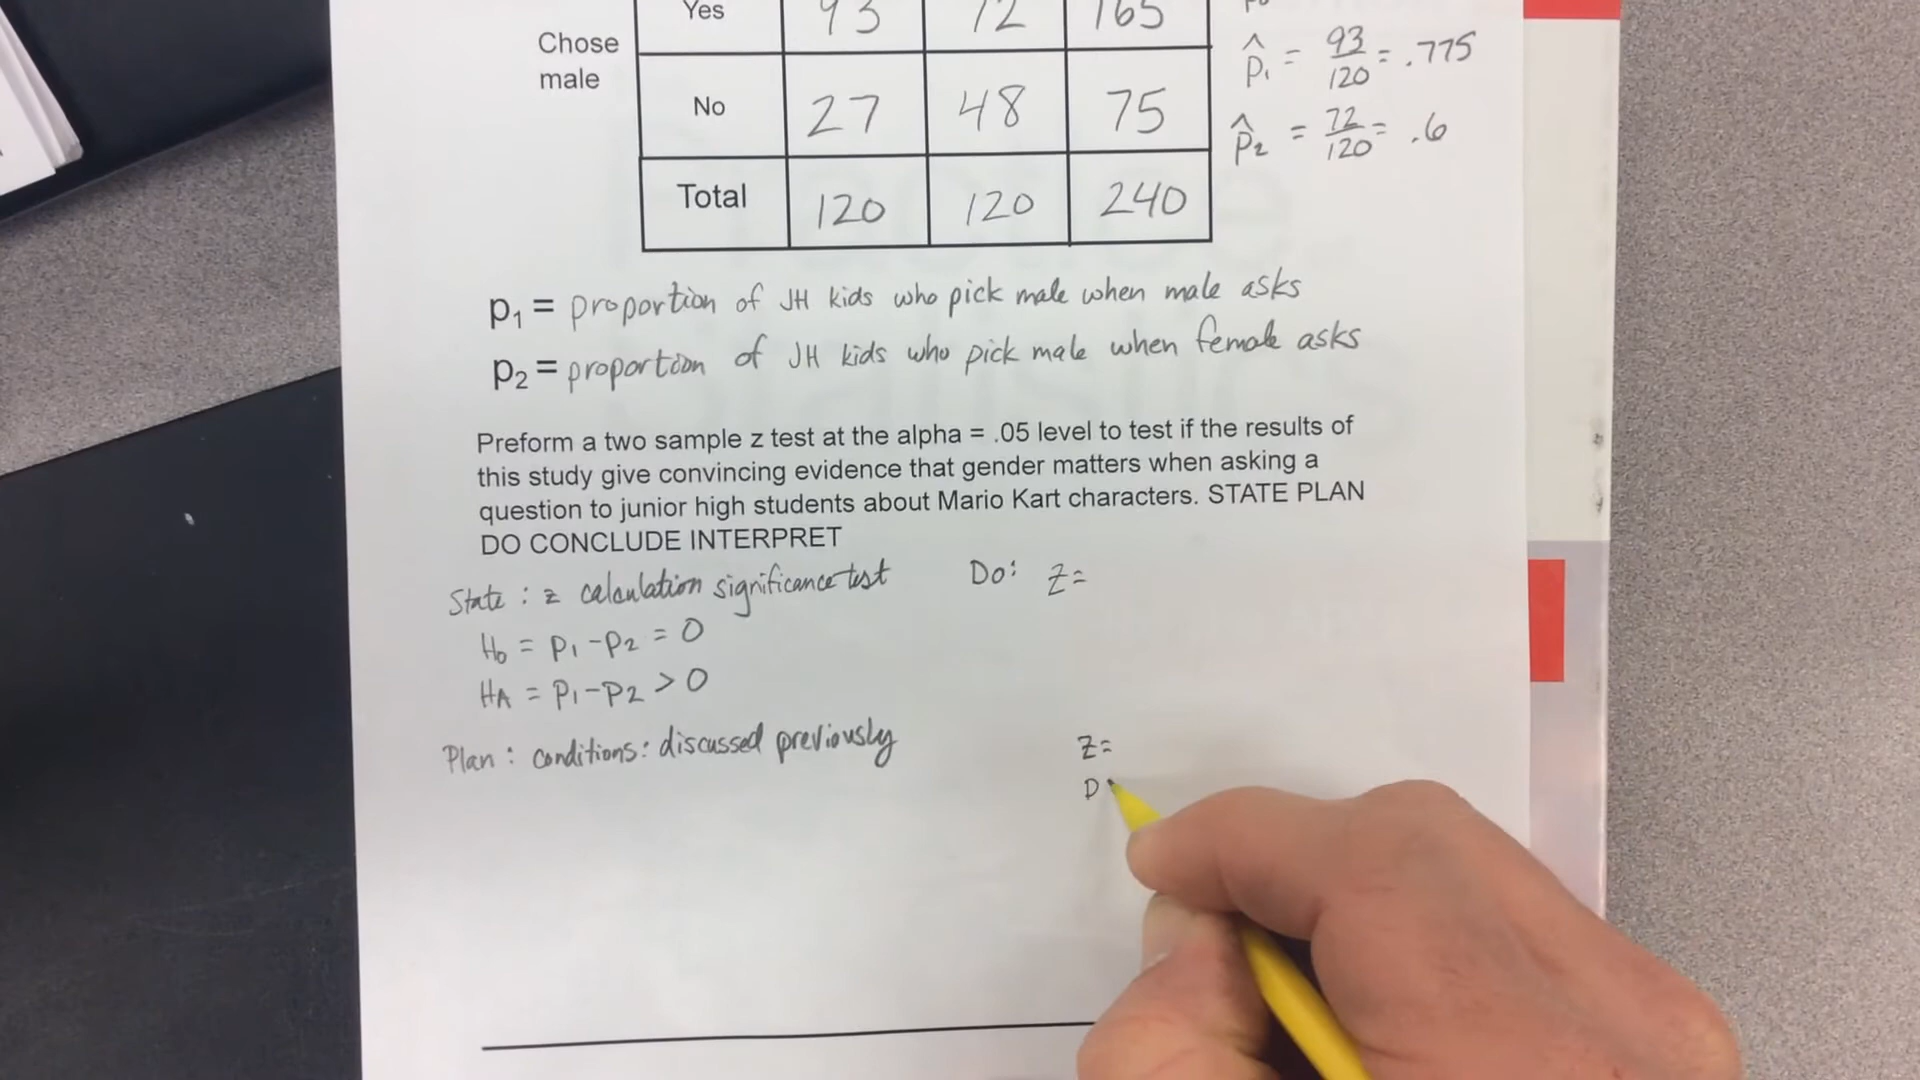 Yes 93 72 165
Chose male
p̂₁ = 93/120 = .775
No 27 48 75
p̂₂ = 72/120 = .6
Total 120 120 240
p₁ = proportion of JH kids who pick male when male asks
p₂ = proportion of JH kids who pick male when female asks
Preform a two sample z test at the alpha = .05 level to test if the results of
this study give convincing evidence that gender matters when asking a
question to junior high students about Mario Kart characters. STATE PLAN
DO CONCLUDE INTERPRET
State : z calculation significance test
Do: Z=
H₀ = p₁ - p₂ = 0
HA = p₁ - p₂ > 0
Plan : conditions: discussed previously
Z=